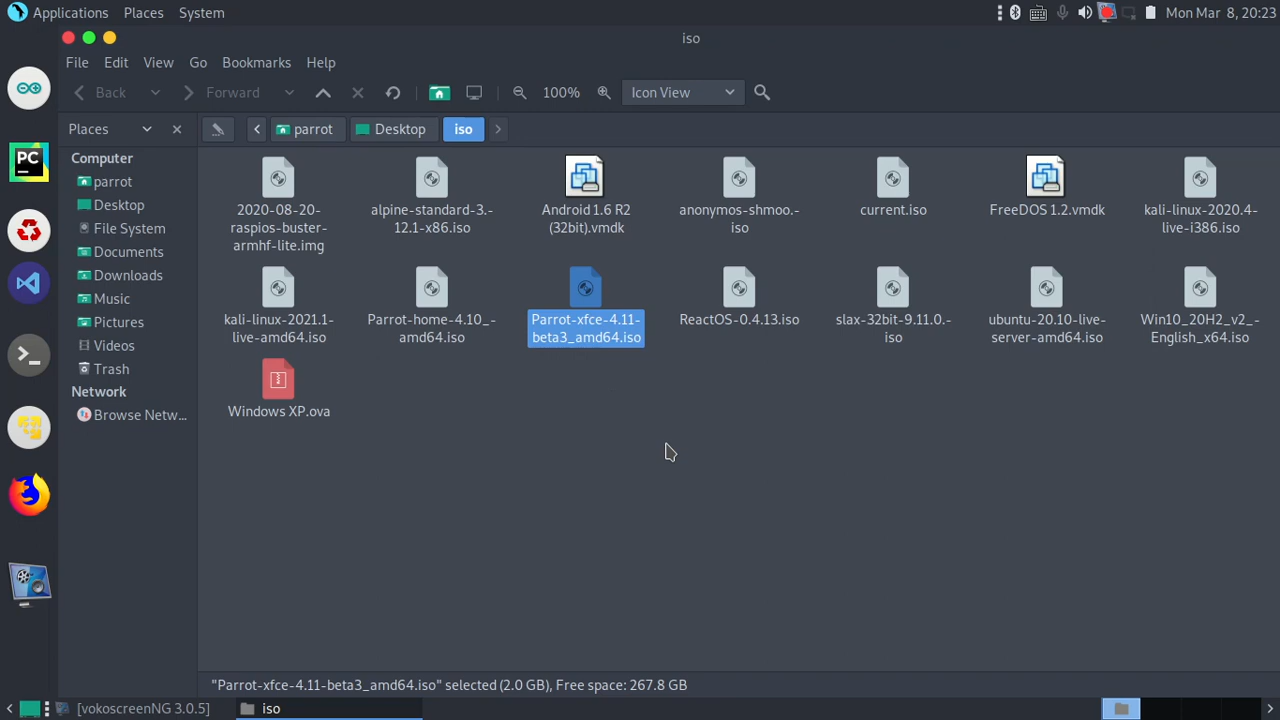 Applications Places System
Mon Mar 8, 20:23
iso
File Edit View Go Bookmarks Help
Back Forward 100% Icon View
Places parrot Desktop iso
Computer
parrot
Desktop
File System
Documents
Downloads
Music
Pictures
Videos
Trash
Network
Browse Netw...
2020-08-20-
raspios-buster-
armhf-lite.img
alpine-standard-3.-
12.1-x86.iso
Android 1.6 R2
(32bit).vmdk
anonymos-shmoo.-
iso
current.iso
FreeDOS 1.2.vmdk
kali-linux-2020.4-
live-i386.iso
kali-linux-2021.1-
live-amd64.iso
Parrot-home-4.10_-
amd64.iso
Parrot-xfce-4.11-
beta3_amd64.iso
ReactOS-0.4.13.iso
slax-32bit-9.11.0.-
iso
ubuntu-20.10-live-
server-amd64.iso
Win10_20H2_v2_-
English_x64.iso
Windows XP.ova
PC
"Parrot-xfce-4.11-beta3_amd64.iso" selected (2.0 GB), Free space: 267.8 GB
[vokoscreenNG 3.0.5] iso